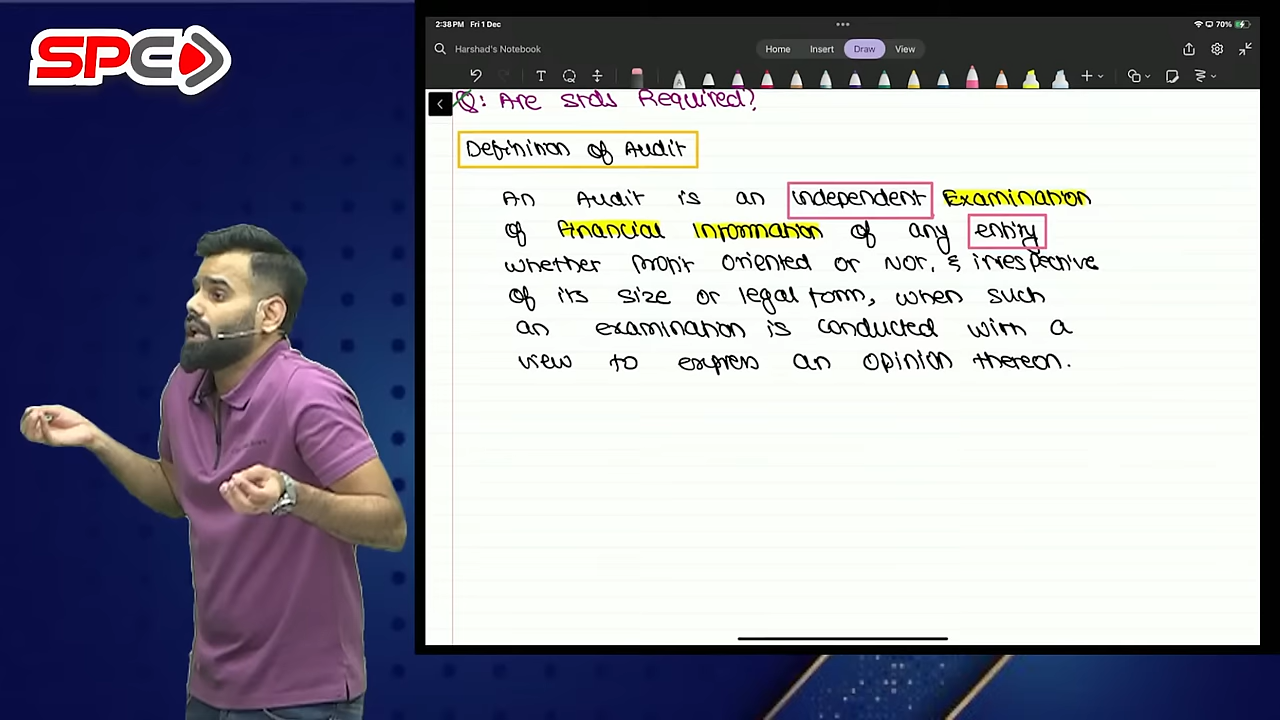 SPC
2:38 PM Fri 1 Dec
70%
Harshad's Notebook
Home Insert Draw View
Q: Are stds Required?
Definition of Audit
An Audit is an independent Examination
of financial Information of any entity
whether profit oriented or Not, & irrespective
of its size or legal form, when such
an examination is conducted with a
view to express an opinion thereon.